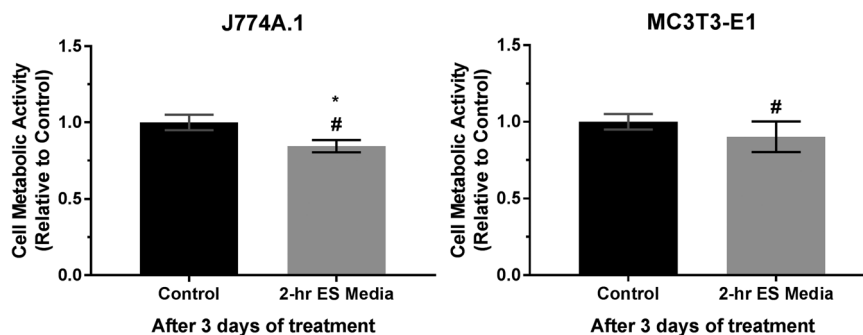 J774A.1
Cell Metabolic Activity
(Relative to Control)
1.5
1.0
0.5
0.0
*
#
Control
2-hr ES Media
After 3 days of treatment
MC3T3-E1
Cell Metabolic Activity
(Relative to Control)
1.5
1.0
0.5
0.0
#
Control
2-hr ES Media
After 3 days of treatment